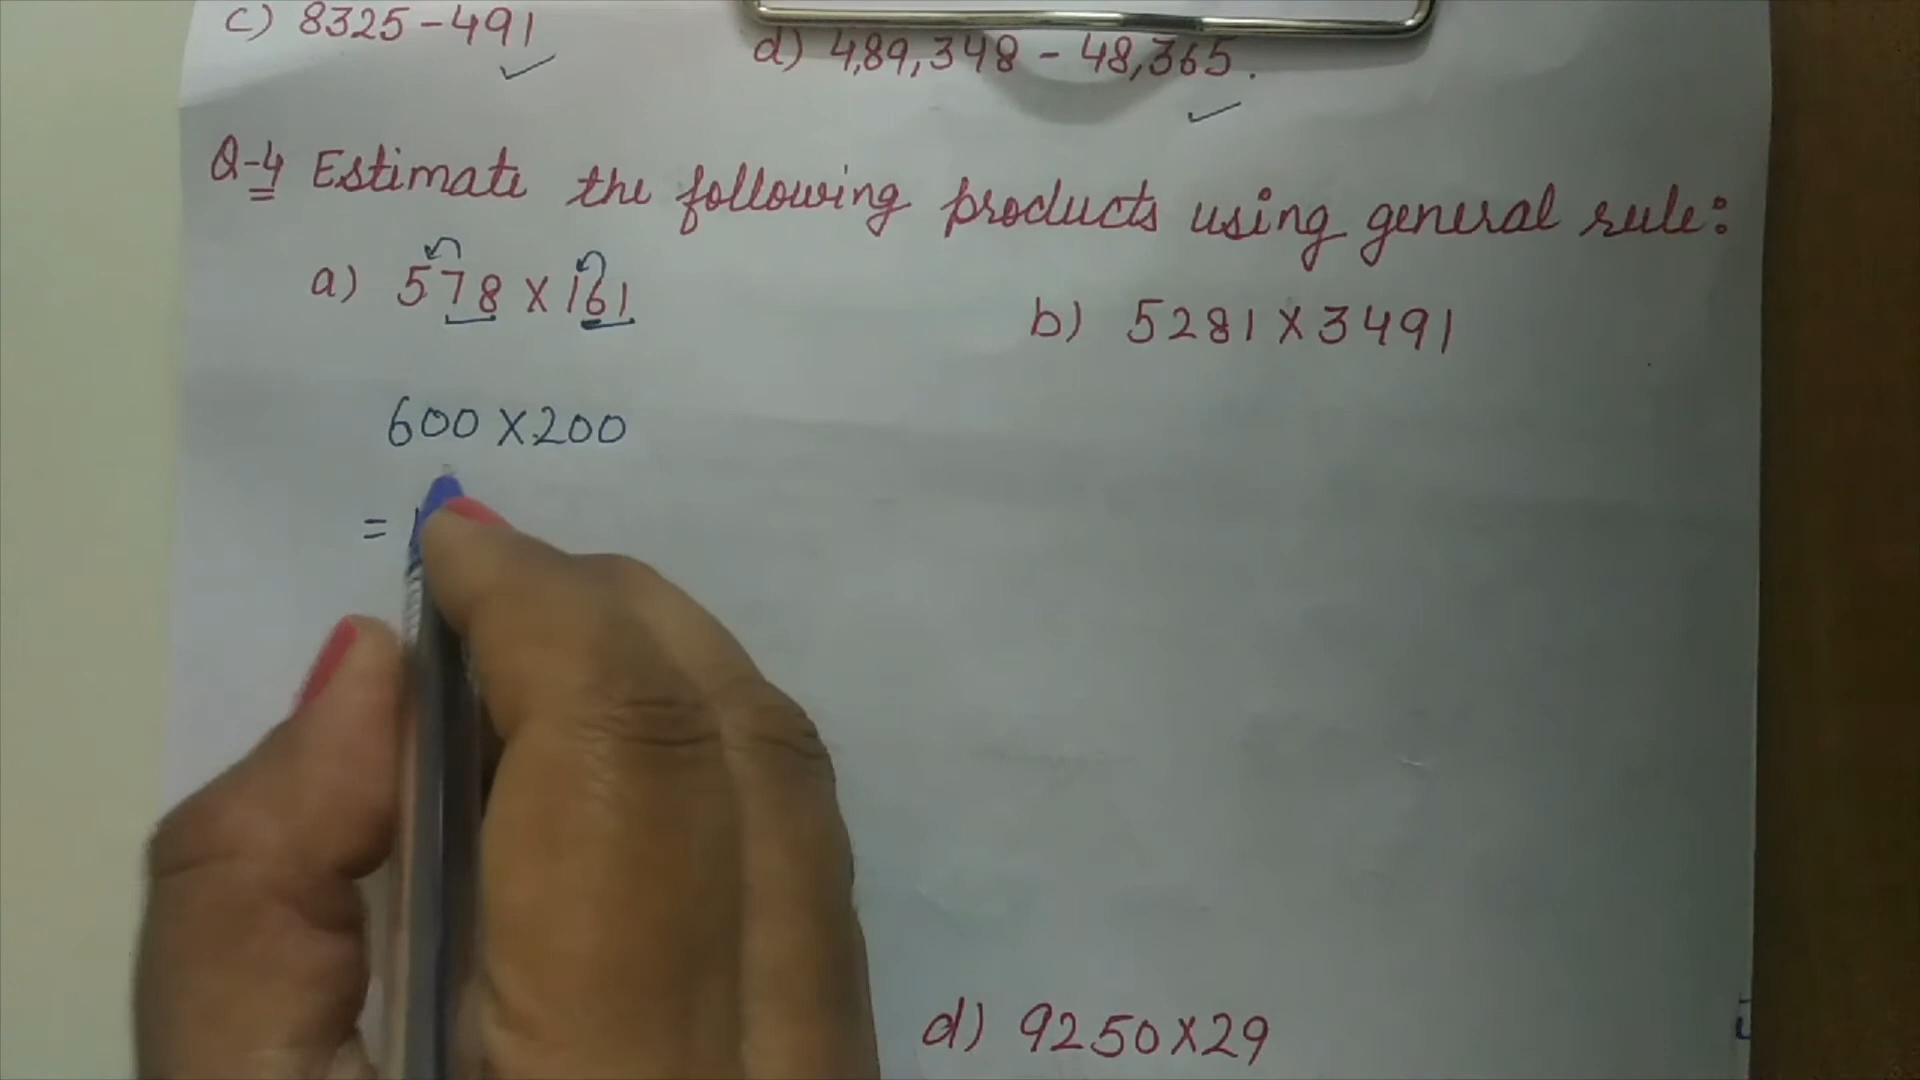 c) 8325 - 491
d) 4,89,348 - 48,365.
Q-4 Estimate the following products using general rule:
a) 578 x 161
b) 5281 x 3491
600 x 200
=
d) 9250 x 29